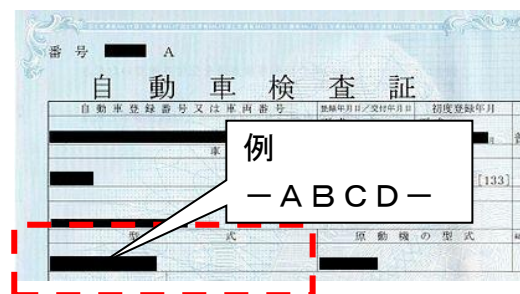 番 号 A
自 動 車 検 査 証
自 動 車 登 録 番 号 又 は 車 両 番 号 登録年月日/交付年月日 初度登録年月
車
例
－ＡＢＣＤ－
[133]
型 式 原 動 機 の 型 式